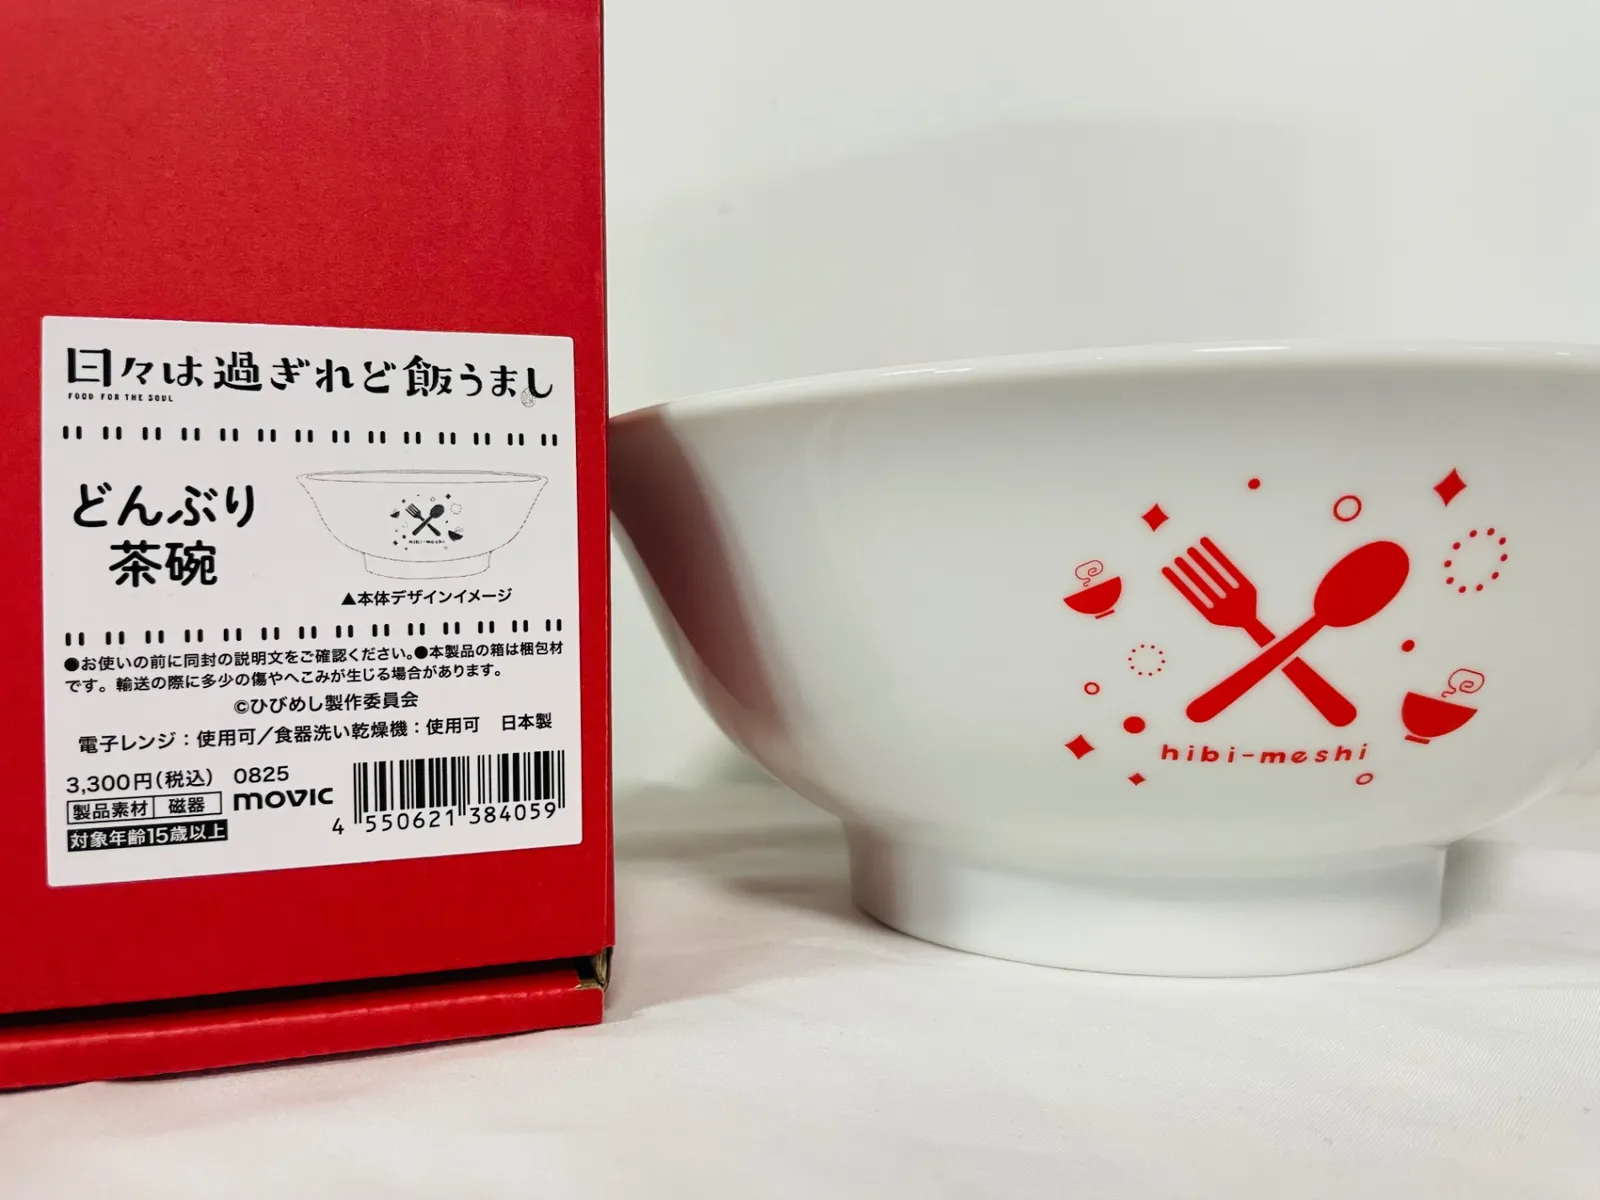 日々は過ぎれど飯うまし
FOOD FOR THE SOUL
どんぶり
茶碗
hibi-meshi
▲本体デザインイメージ
●お使いの前に同封の説明文をご確認ください。●本製品の箱は梱包材
です。輸送の際に多少の傷やへこみが生じる場合があります。
©ひびめし製作委員会
電子レンジ:使用可/食器洗い乾燥機:使用可 日本製
3,300円(税込) 0825
製品素材 磁器 movic
対象年齢15歳以上
4 550621 384059
hibi-meshi